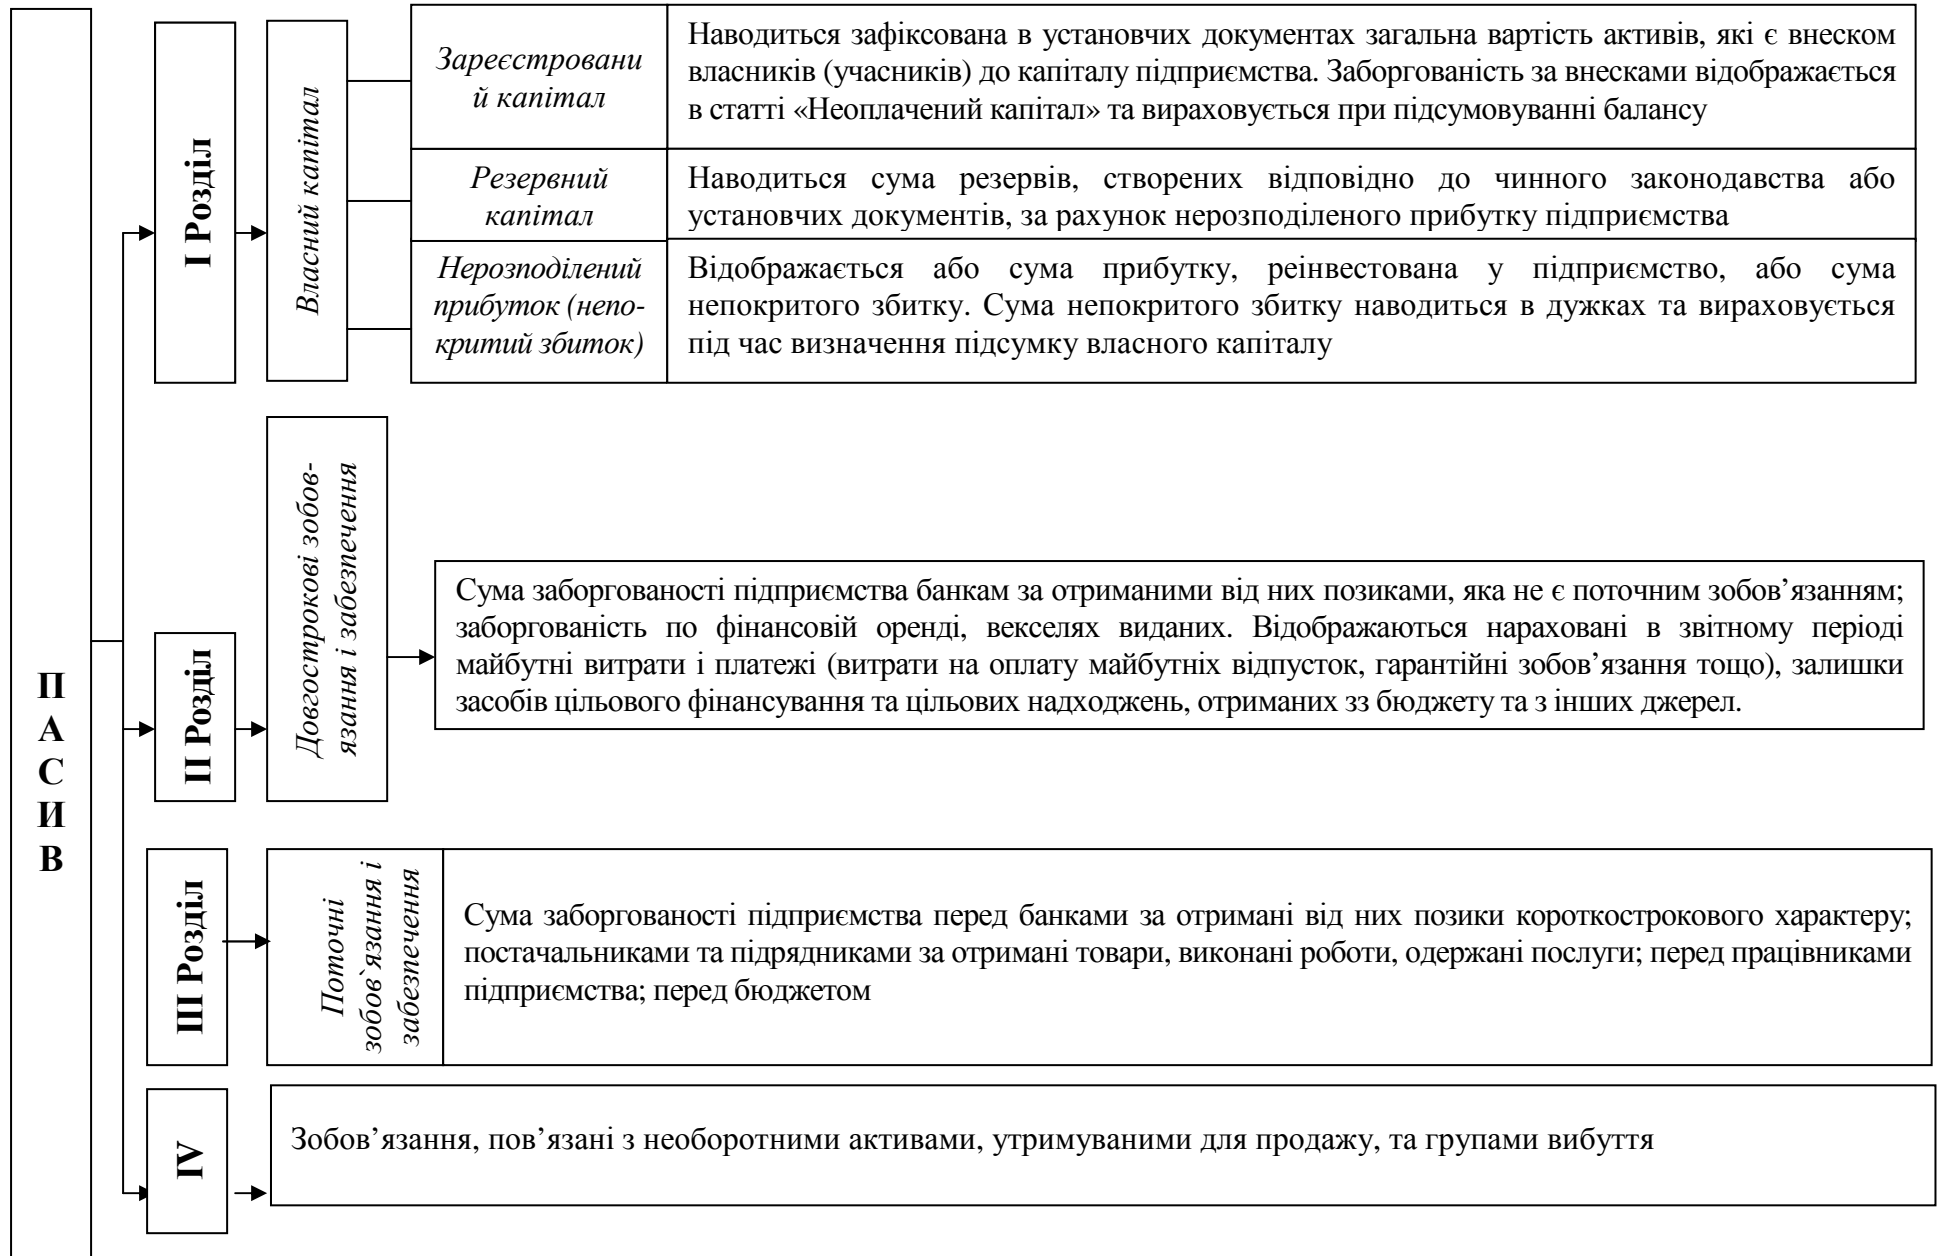 П
А
С
И
В
І Розділ
Власний капітал
Зареєстровани
й капітал
Наводиться зафіксована в установчих документах загальна вартість активів, які є внеском
власників (учасників) до капіталу підприємства. Заборгованість за внесками відображається
в статті «Неоплачений капітал» та вираховується при підсумовуванні балансу
Резервний
капітал
Наводиться сума резервів, створених відповідно до чинного законодавства або
установчих документів, за рахунок нерозподіленого прибутку підприємства
Нерозподілений
прибуток (непо-
критий збиток)
Відображається або сума прибутку, реінвестована у підприємство, або сума
непокритого збитку. Сума непокритого збитку наводиться в дужках та вираховується
під час визначення підсумку власного капіталу
ІІ Розділ
Довгострокові зобов-
язання і забезпечення
Сума заборгованості підприємства банкам за отриманими від них позиками, яка не є поточним зобов’язанням;
заборгованість по фінансовій оренді, векселях виданих. Відображаються нараховані в звітному періоді
майбутні витрати і платежі (витрати на оплату майбутніх відпусток, гарантійні зобов’язання тощо), залишки
засобів цільового фінансування та цільових надходжень, отриманих зз бюджету та з інших джерел.
ІІІ Розділ
Поточні
зобов`язання і
забезпечення
Сума заборгованості підприємства перед банками за отримані від них позики короткострокового характеру;
постачальниками та підрядниками за отримані товари, виконані роботи, одержані послуги; перед працівниками
підприємства; перед бюджетом
IV
Зобов’язання, пов’язані з необоротними активами, утримуваними для продажу, та групами вибуття